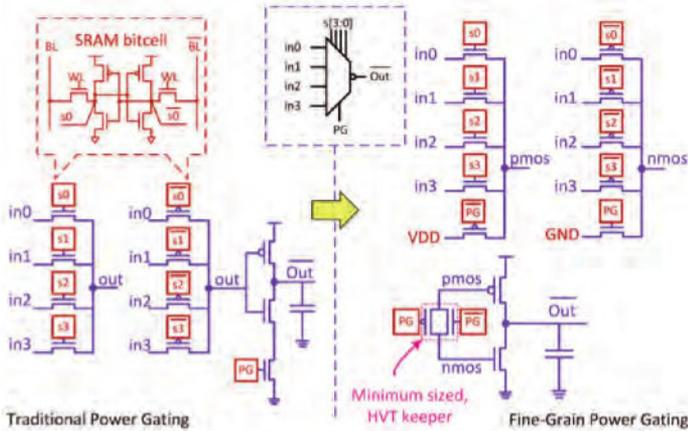 SRAM bitcell
BL
BL
WL
WL
s0
s0
s[3:0]
in0
in1
in2
in3
Out
PG
s0
in0
s3
in1
s2
in2
s3
in3
pmos
PG
VDD
s0
in0
s1
in1
s2
in2
s3
in3
nmos
PG
GND
s0
in0
s1
in1
s2
in2
s3
in3
out
s0
in0
s1
in1
s2
in2
s3
in3
out
Out
PG
pmos
PG
PG
Out
nmos
Minimum sized,
HVT keeper
Traditional Power Gating
Fine-Grain Power Gating